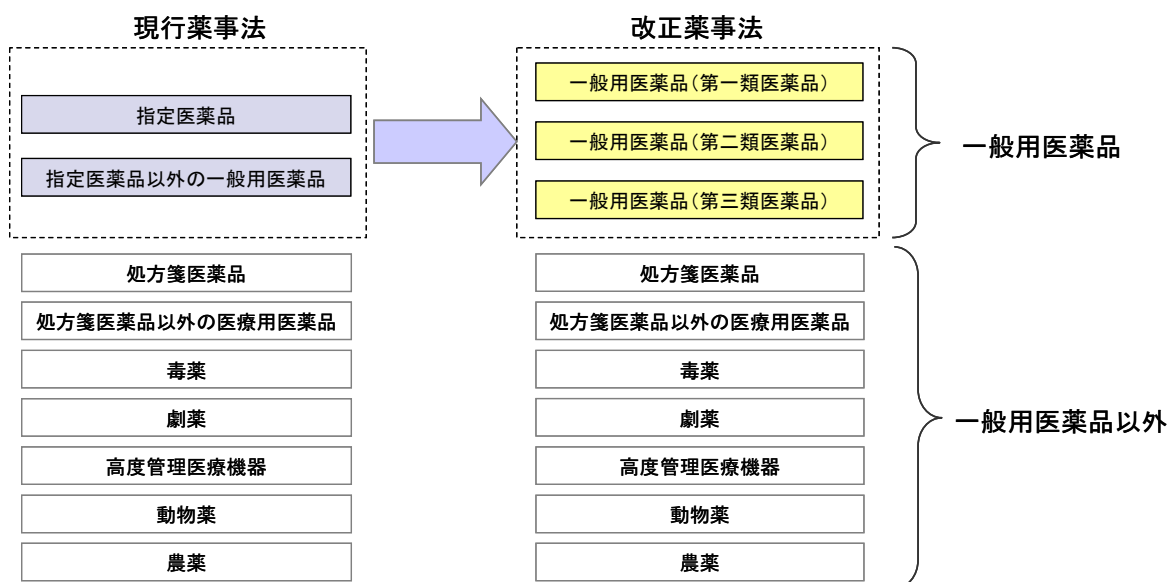 現行薬事法
指定医薬品
指定医薬品以外の一般用医薬品
処方箋医薬品
処方箋医薬品以外の医療用医薬品
毒薬
劇薬
高度管理医療機器
動物薬
農薬
改正薬事法
一般用医薬品(第一類医薬品)
一般用医薬品(第二類医薬品)
一般用医薬品(第三類医薬品)
処方箋医薬品
処方箋医薬品以外の医療用医薬品
毒薬
劇薬
高度管理医療機器
動物薬
農薬
一般用医薬品
一般用医薬品以外